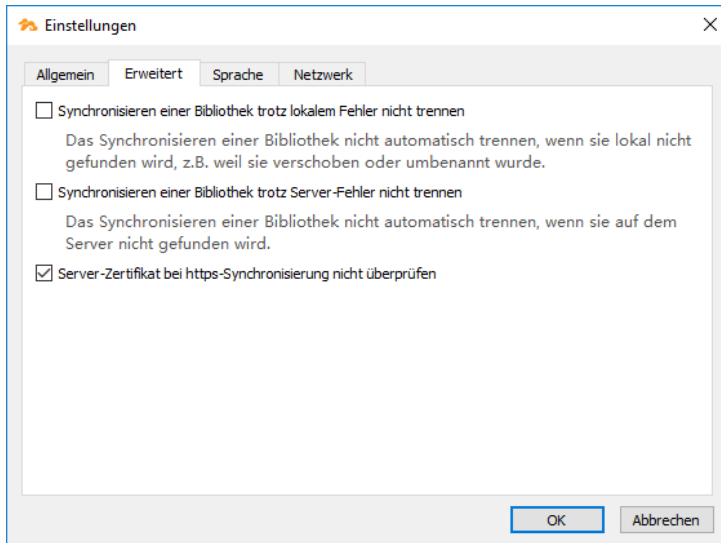 Einstellungen
Allgemein Erweitert Sprache Netzwerk
Synchronisieren einer Bibliothek trotz lokalem Fehler nicht trennen
Das Synchronisieren einer Bibliothek nicht automatisch trennen, wenn sie lokal nicht
gefunden wird, z.B. weil sie verschoben oder umbenannt wurde.
Synchronisieren einer Bibliothek trotz Server-Fehler nicht trennen
Das Synchronisieren einer Bibliothek nicht automatisch trennen, wenn sie auf dem
Server nicht gefunden wird.
Server-Zertifikat bei https-Synchronisierung nicht überprüfen
OK Abbrechen